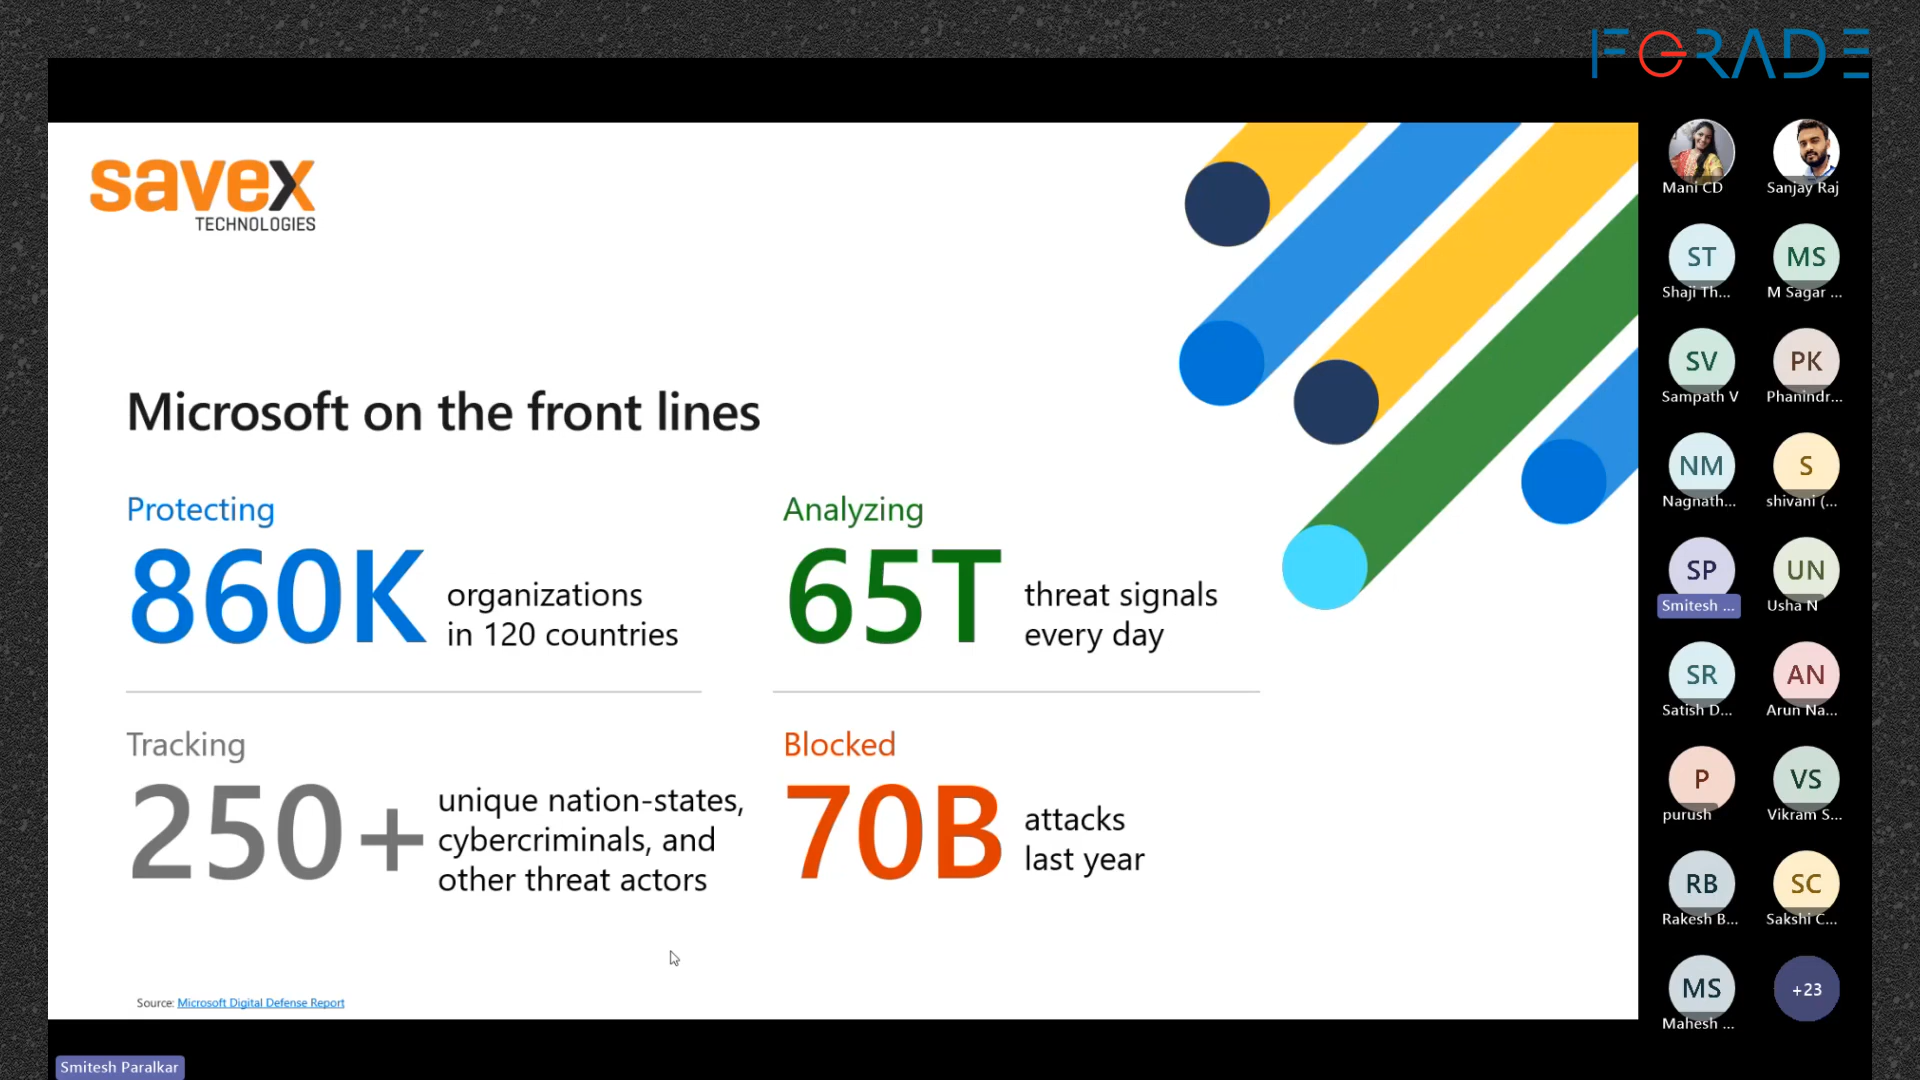 FGRADE
savex
TECHNOLOGIES
Microsoft on the front lines
Protecting
860K
organizations
in 120 countries
Analyzing
65T
threat signals
every day
Tracking
250+
unique nation-states,
cybercriminals, and
other threat actors
Blocked
70B
attacks
last year
Source: Microsoft Digital Defense Report
Mani CD
Sanjay Raj
ST
Shaji Th...
MS
M Sagar ...
SV
Sampath V
PK
Phanindr...
NM
Nagnath...
S
shivani (...
SP
Smitesh ...
UN
Usha N
SR
Satish D...
AN
Arun Na...
P
purush
VS
Vikram S...
RB
Rakesh B...
SC
Sakshi C...
MS
Mahesh ...
+23
Smitesh Paralkar